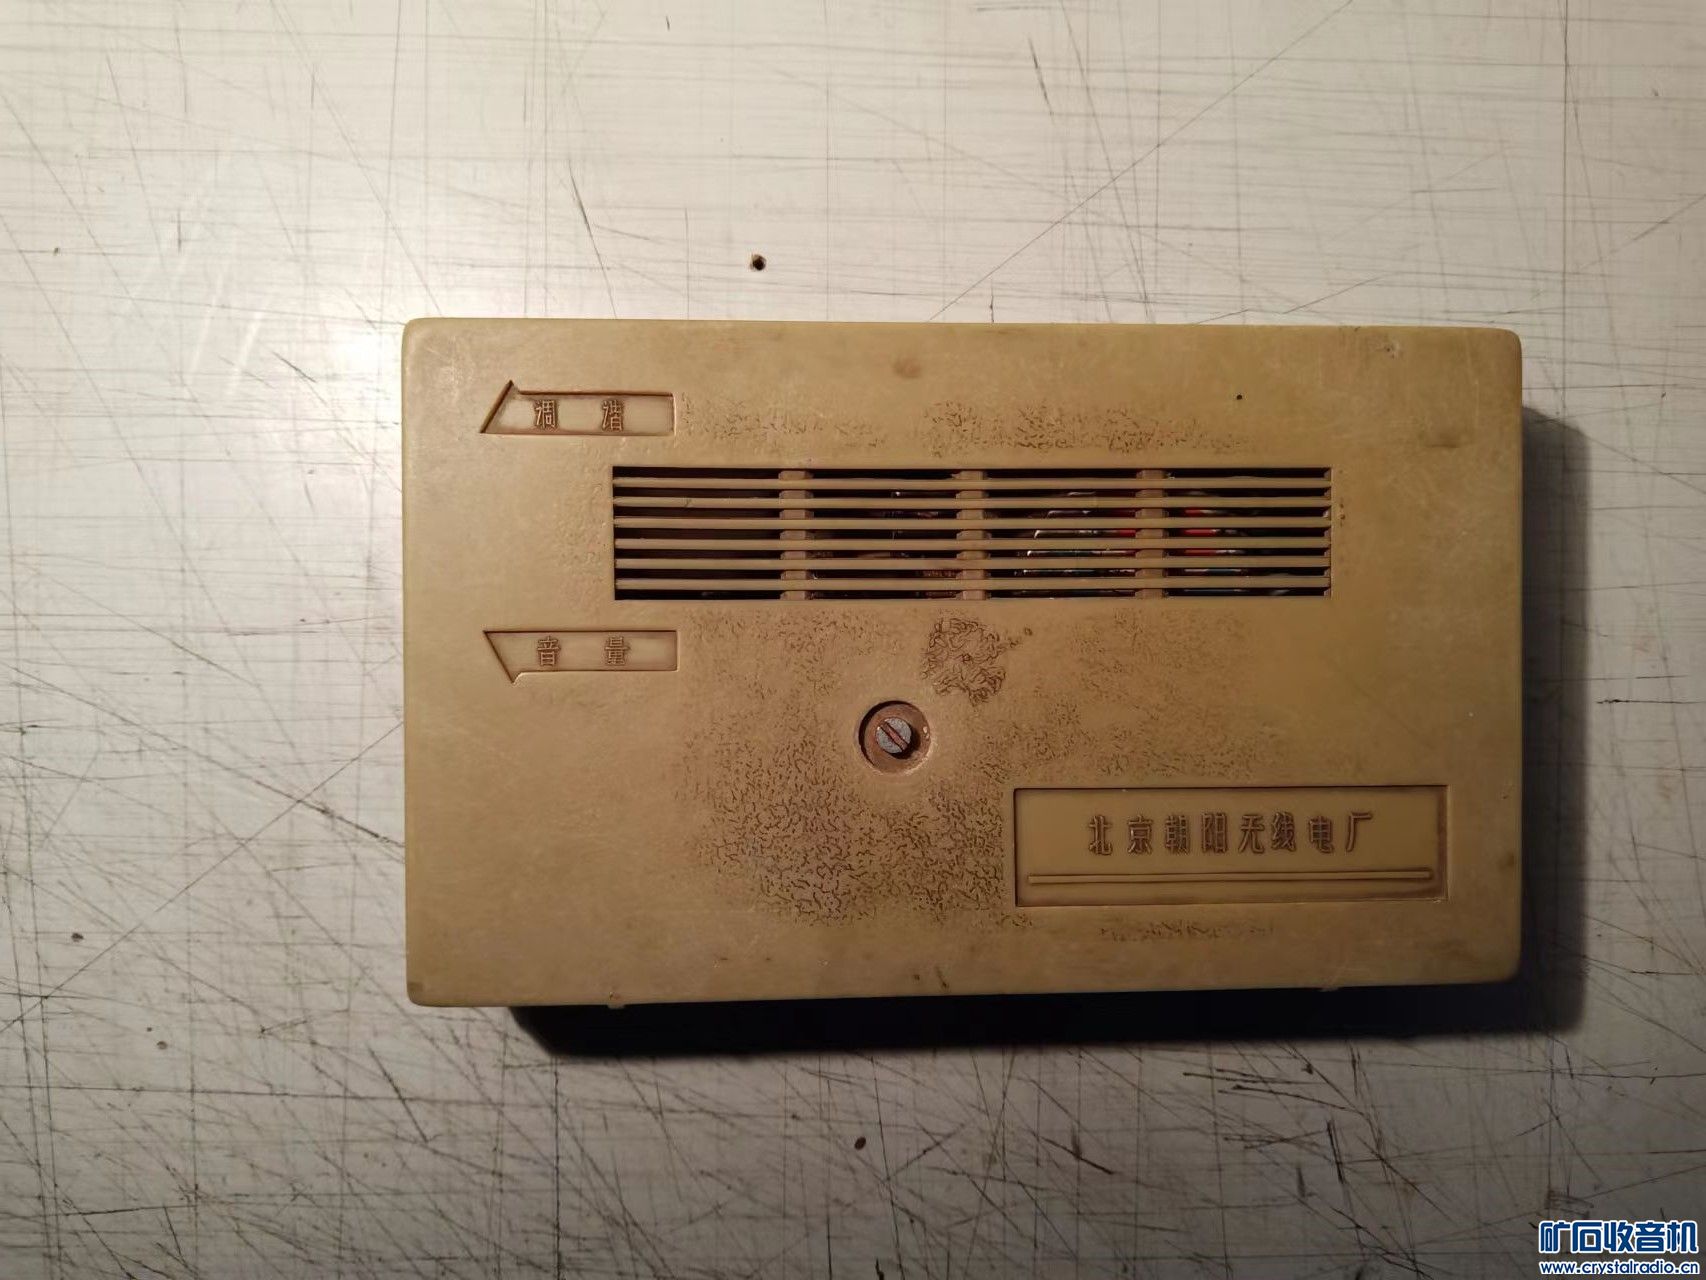 调谐
音量
北京朝阳无线电厂
矿石收音机
www.crystalradio.cn